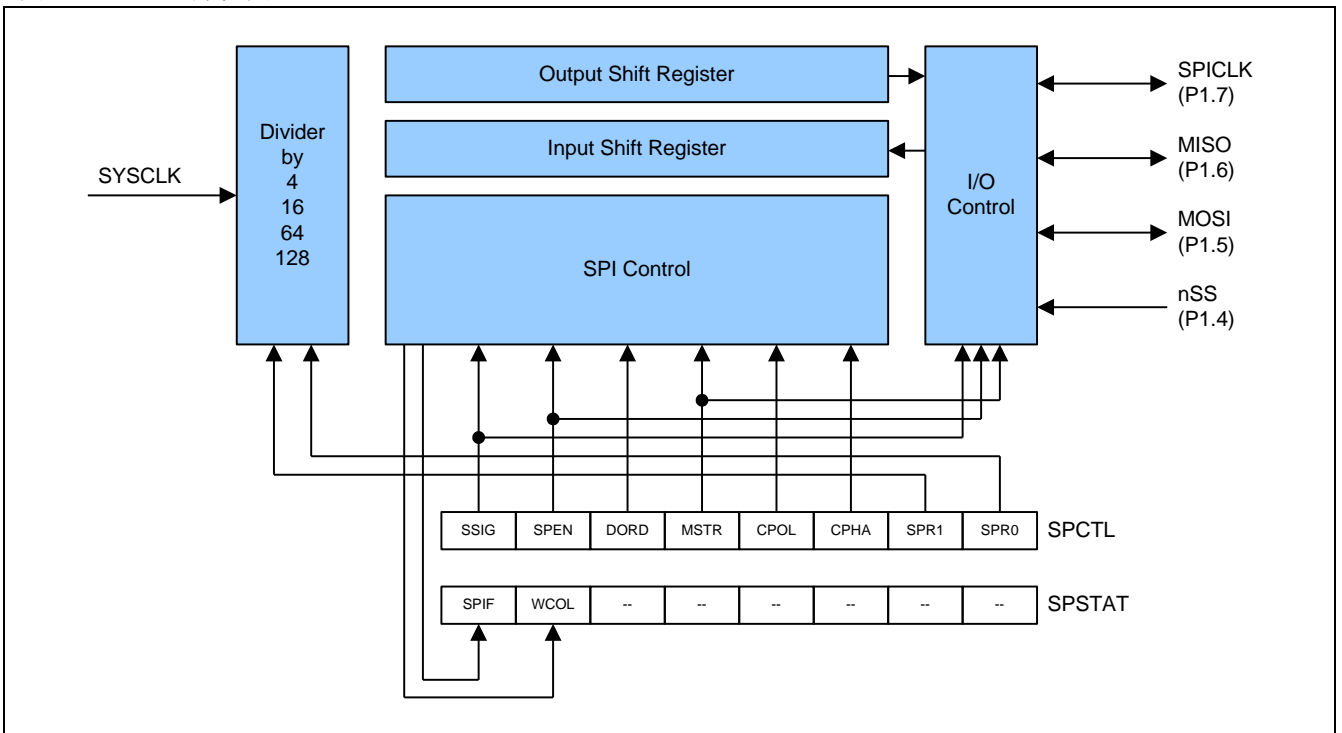 Output Shift Register
SPICLK
(P1.7)
Divider
by
4
16
64
128
Input Shift Register
MISO
(P1.6)
SYSCLK
I/O
Control
MOSI
(P1.5)
SPI Control
nSS
(P1.4)
SSIG SPEN DORD MSTR CPOL CPHA SPR1 SPR0 SPCTL
SPIF WCOL -- -- -- -- -- -- SPSTAT